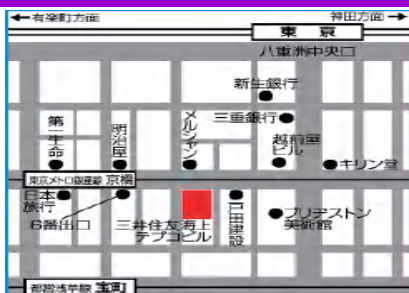 ←有楽町方面
神田方面→
東京
八重洲中央口
新生銀行
三重銀行
第一生命
明治屋
メルシャン
越前屋
ビル
キリン堂
東京メトロ銀座線 京橋
日本
旅行
6番出口
三井住友海上
テプコビル
戸田建設
ブリヂストン
美術館
都営浅草線 宝町